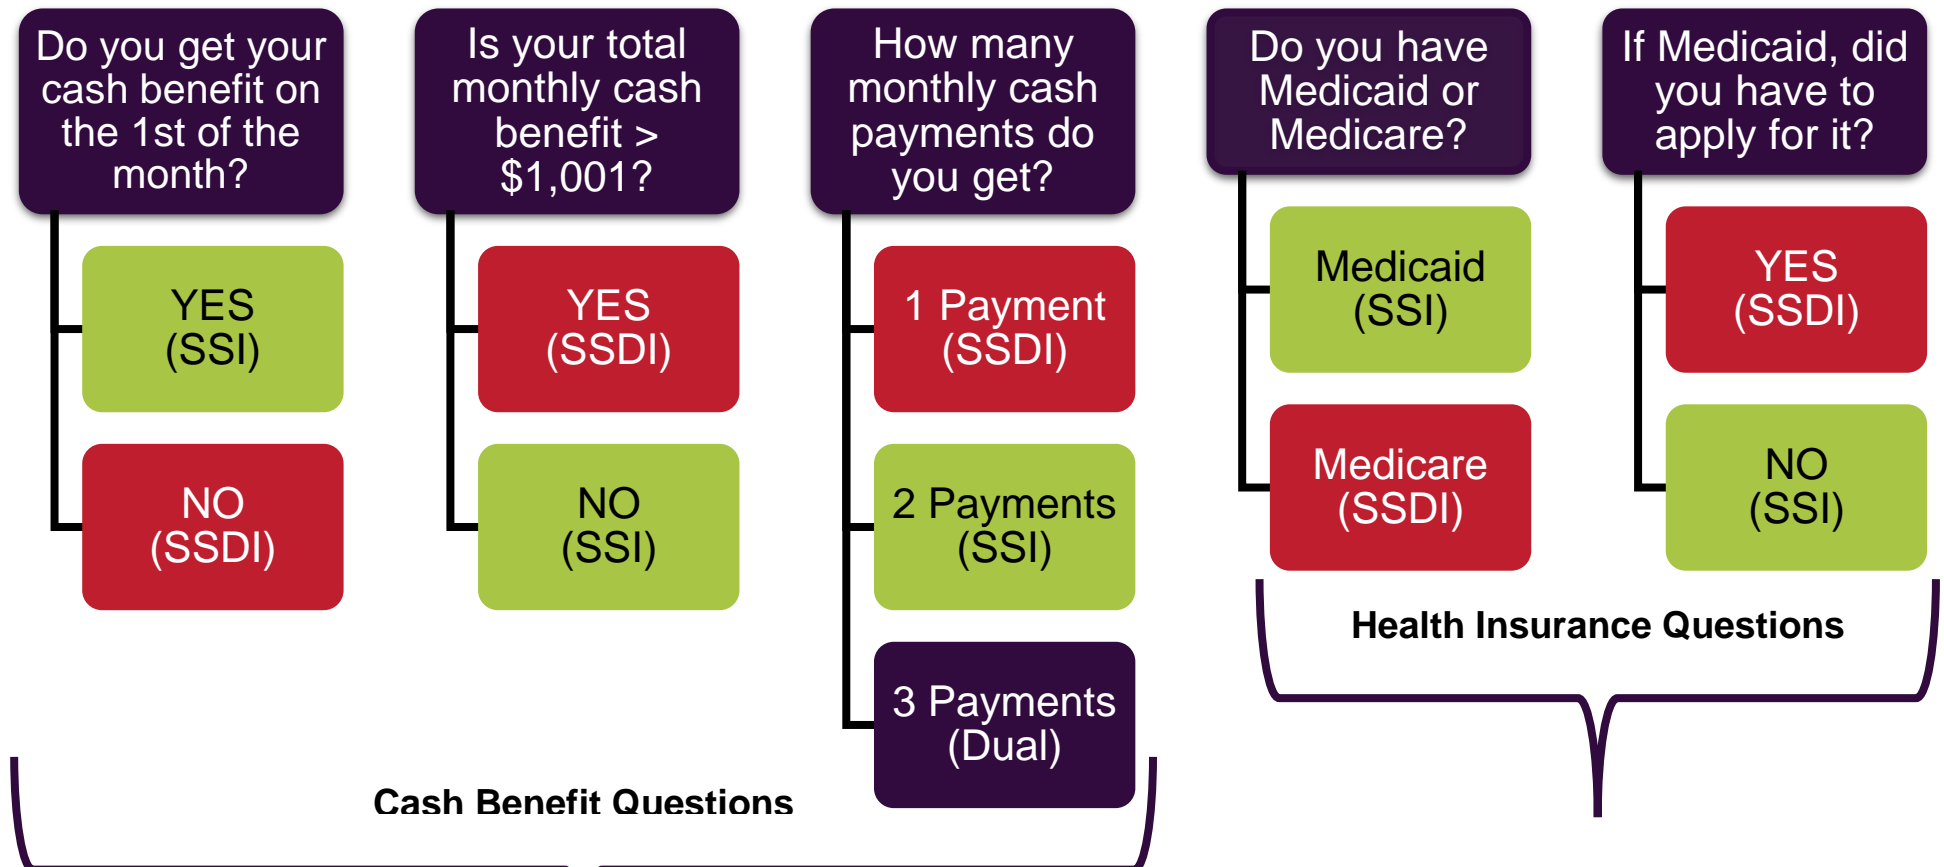 Do you get your
cash benefit on
the 1st of the
month?
YES
(SSI)
NO
(SSDI)
Is your total
monthly cash
benefit >
$1,001?
YES
(SSDI)
NO
(SSI)
How many
monthly cash
payments do
you get?
1 Payment
(SSDI)
2 Payments
(SSI)
3 Payments
(Dual)
Cash Benefit Questions
Do you have
Medicaid or
Medicare?
Medicaid
(SSI)
Medicare
(SSDI)
If Medicaid, did
you have to
apply for it?
YES
(SSDI)
NO
(SSI)
Health Insurance Questions